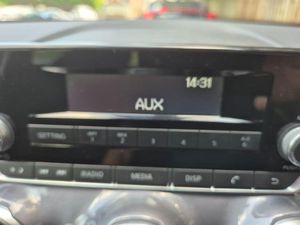 14:31
AUX
SETTING 1 2 3 4 5 6
RADIO MEDIA DISP